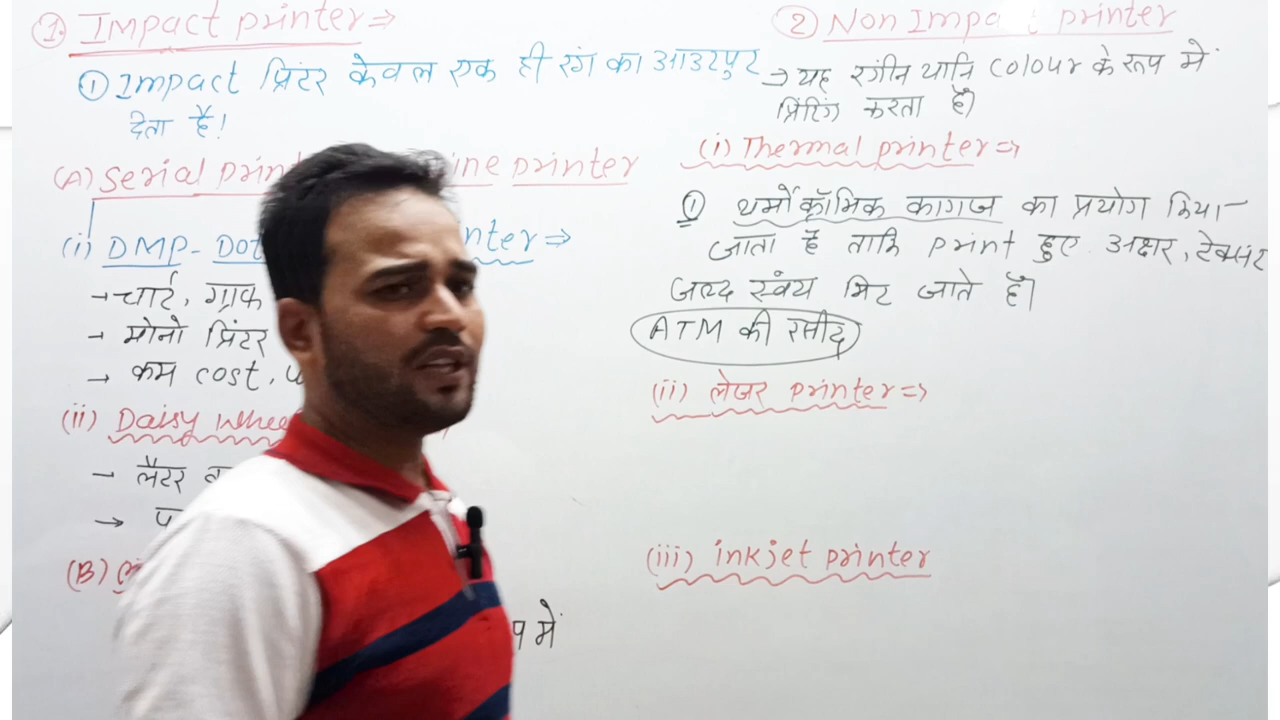 ① Impact printer⇒
① Impact प्रिंटर केवल एक ही रंग का आउटपुट
देता है!
(A) Serial prin ine printer
(i) DMP- Dot nter⇒
→ चार्ट, ग्राफ
→ मोनो प्रिंटर
→ कम cost,
(ii) Daisy Whee
→ लैटर
→
(B)
प में
② Non Impa t printer
→ यह रंगीन यानि colour के रूप में
प्रिंटिंग करता है।
(i) Thermal printer⇒
① थर्मोक्रॉमिक कागज का प्रयोग किया-
जाता है ताकि print हुए अक्षर, टेक्सट
जल्द स्वंय मिट जाते है।
ATM की रसीद
(ii) लेजर printer⇒
(iii) inkjet printer